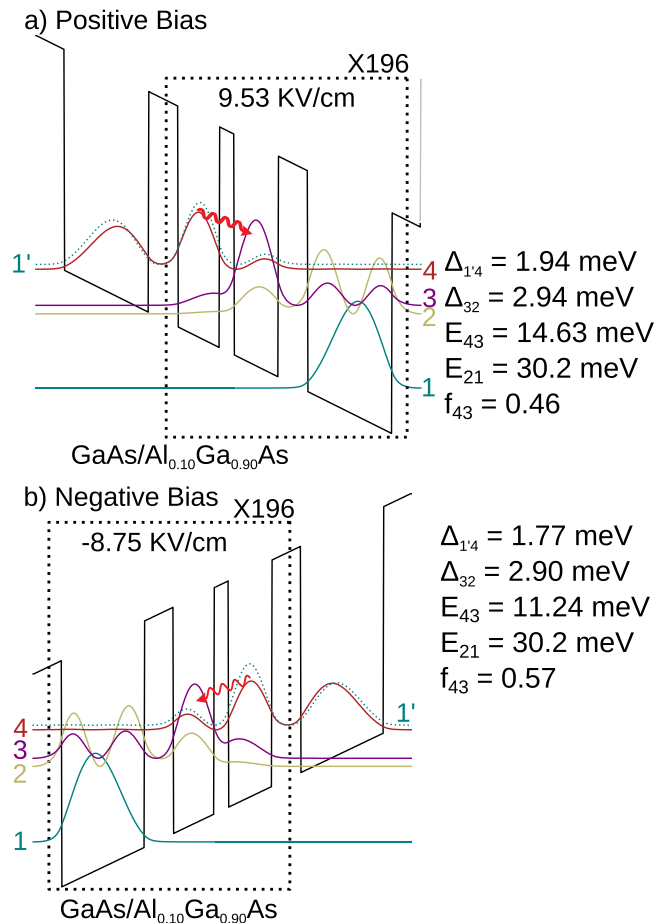 a) Positive Bias
X196
9.53 KV/cm
1'
4
3
2
1
Δ1'4 = 1.94 meV
Δ32 = 2.94 meV
E43 = 14.63 meV
E21 = 30.2 meV
f43 = 0.46
GaAs/Al0.10Ga0.90As
b) Negative Bias
X196
-8.75 KV/cm
4
3
2
1
1'
Δ1'4 = 1.77 meV
Δ32 = 2.90 meV
E43 = 11.24 meV
E21 = 30.2 meV
f43 = 0.57
GaAs/Al0.10Ga0.90As